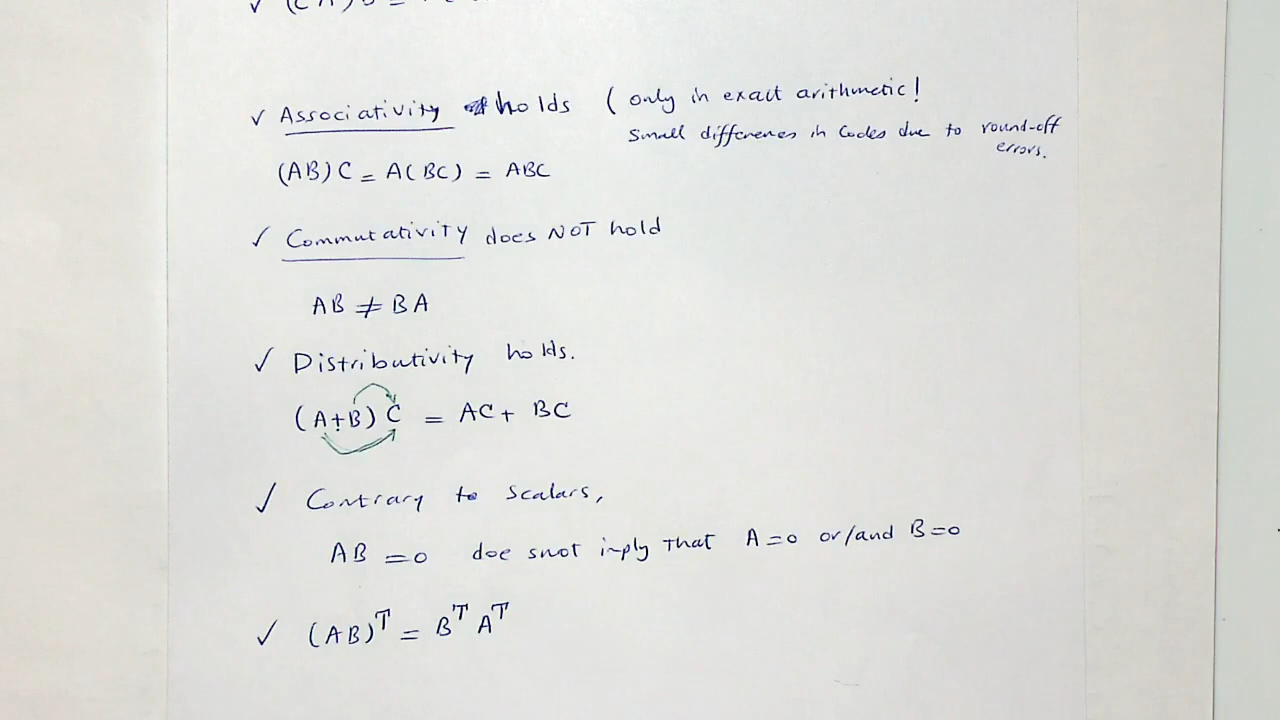 ✓ Associativity holds (only in exact arithmetic!
Small differences in Codes due to round-off
errors.
(AB)C = A(BC) = ABC
✓ Commutativity does NOT hold
AB ≠ BA
✓ Distributivity holds.
(A+B) C = AC + BC
✓ Contrary to Scalars,
AB = 0 doe snot imply that A=0 or/and B=0
✓ (AB)ᵀ = Bᵀ Aᵀ